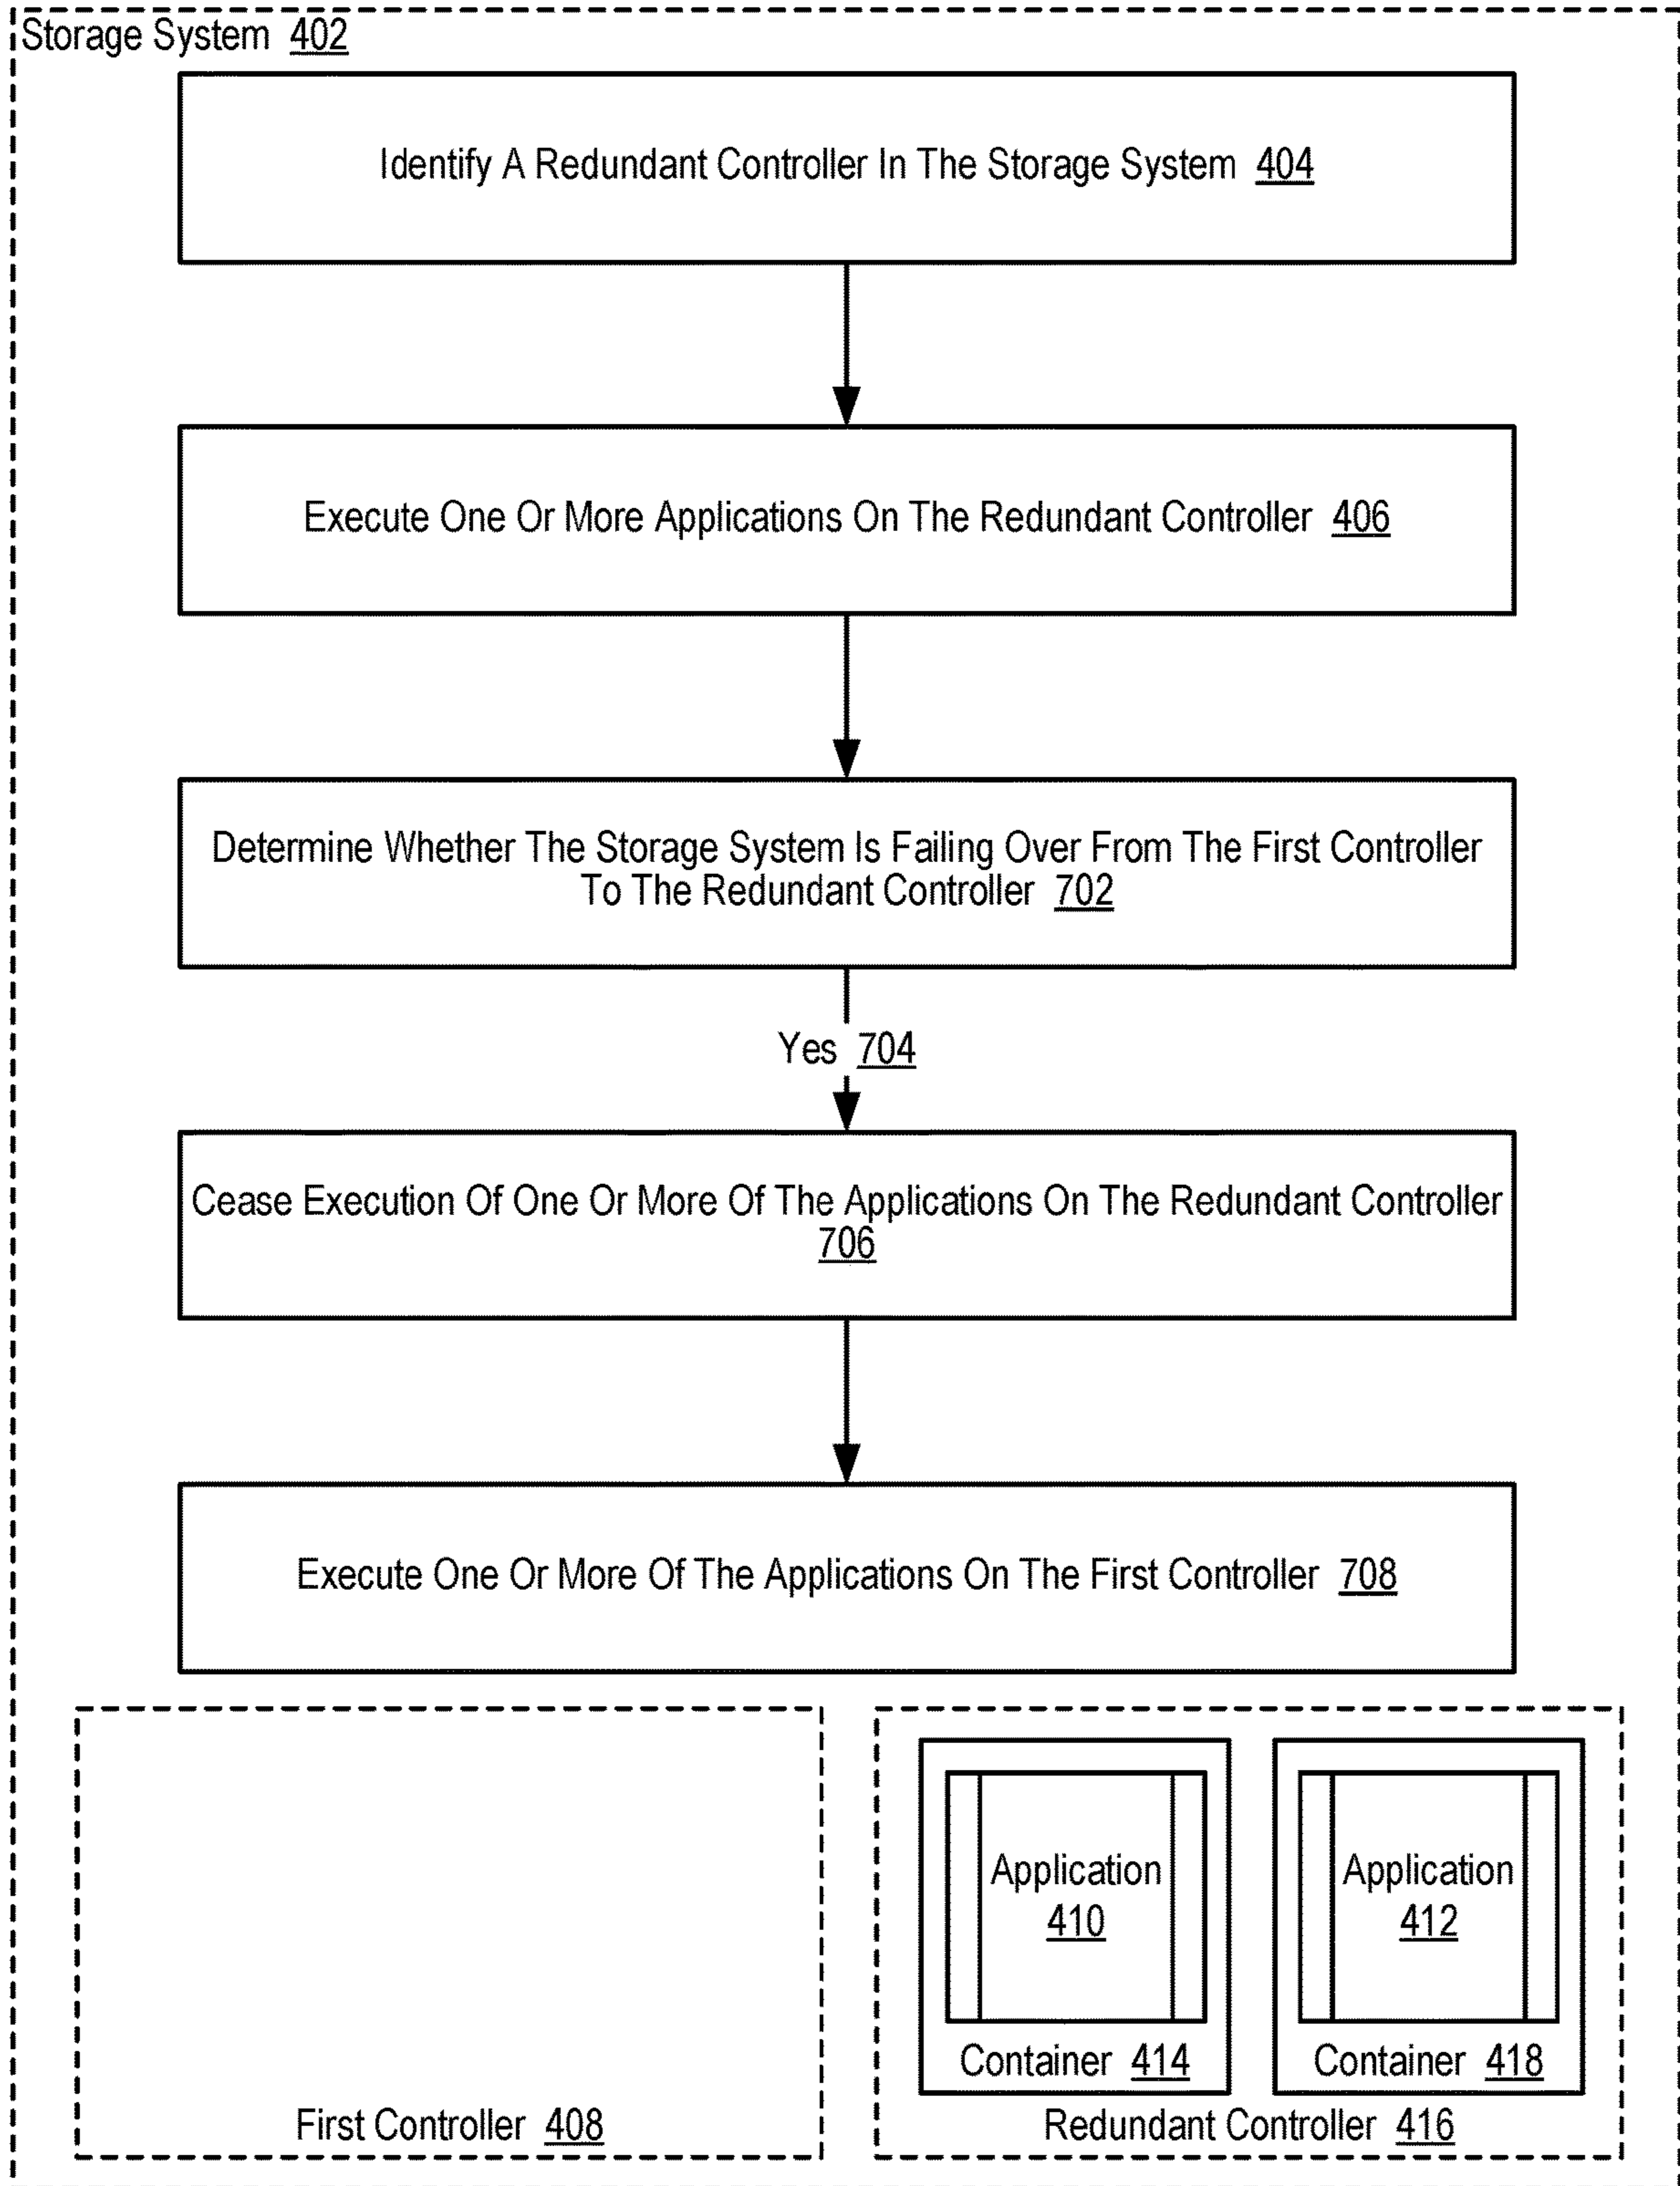 Storage System 402
Identify A Redundant Controller In The Storage System 404
Execute One Or More Applications On The Redundant Controller 406
Determine Whether The Storage System Is Failing Over From The First Controller
To The Redundant Controller 702
Yes 704
Cease Execution Of One Or More Of The Applications On The Redundant Controller
706
Execute One Or More Of The Applications On The First Controller 708
First Controller 408
Application
410
Container 414
Application
412
Container 418
Redundant Controller 416